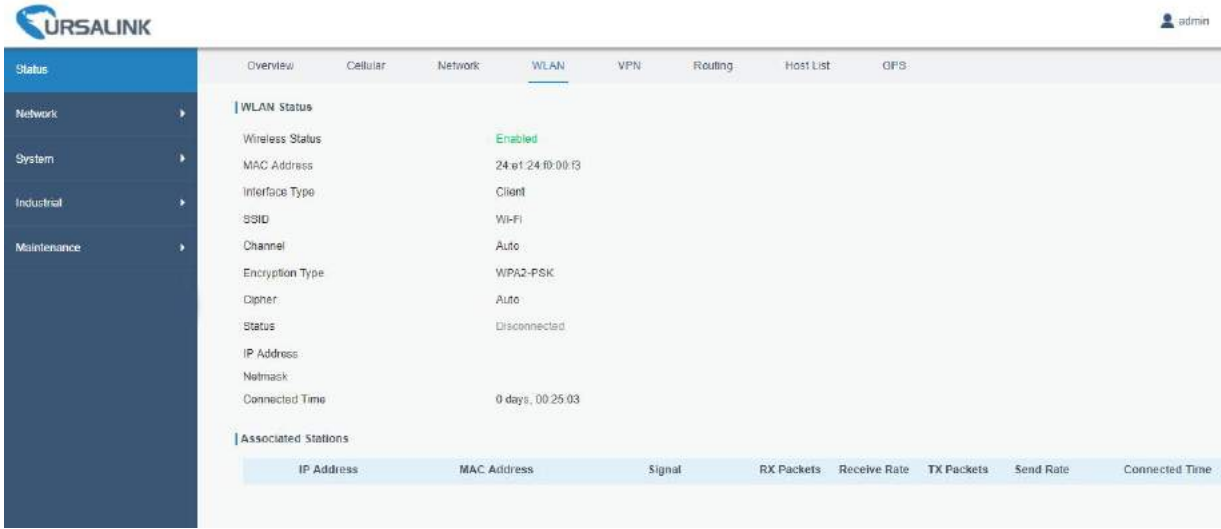 URSALINK
admin
Status
Network
System
Industrial
Maintenance
Overview Cellular Network WLAN VPN Routing Host List GPS
WLAN Status
Wireless Status Enabled
MAC Address 24:e1:24:f0:00:f3
Interface Type Client
SSID Wi-Fi
Channel Auto
Encryption Type WPA2-PSK
Cipher Auto
Status Disconnected
IP Address
Netmask
Connected Time 0 days, 00:25:03
Associated Stations
IP Address MAC Address Signal RX Packets Receive Rate TX Packets Send Rate Connected Time